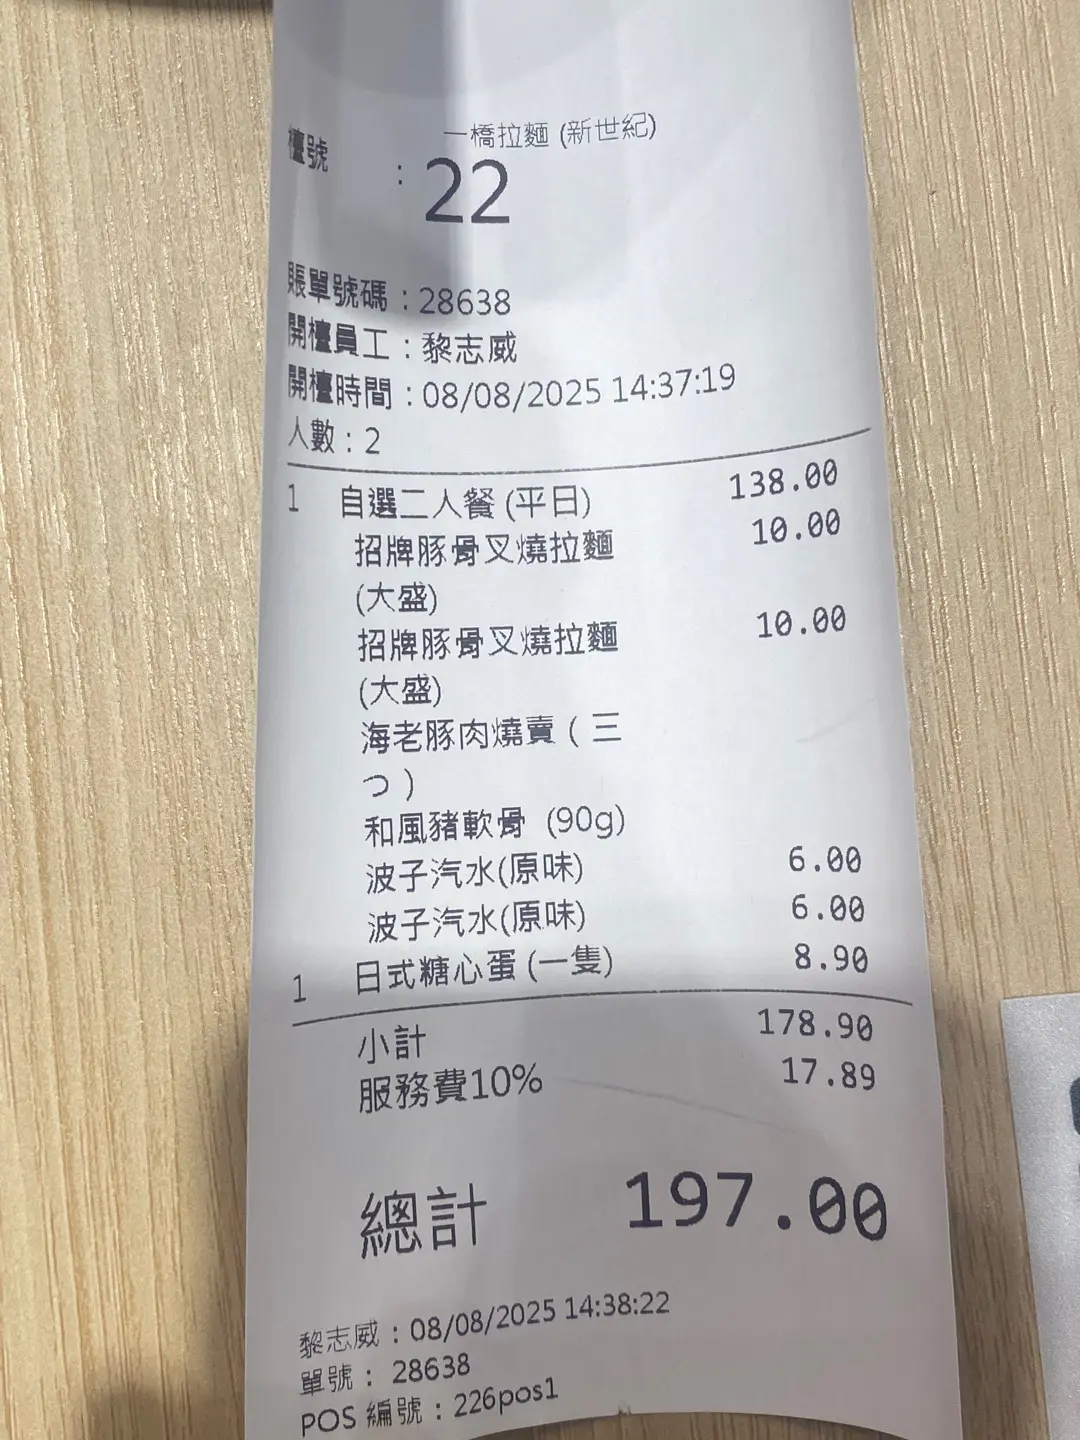 一橋拉麵 (新世紀)
檯號 : 22
賬單號碼 : 28638
開檯員工 : 黎志威
開檯時間 : 08/08/2025 14:37:19
人數 : 2
1 自選二人餐 (平日) 138.00
招牌豚骨叉燒拉麵 10.00
(大盛)
招牌豚骨叉燒拉麵 10.00
(大盛)
海老豚肉燒賣（三
つ）
和風豬軟骨 (90g)
波子汽水(原味) 6.00
波子汽水(原味) 6.00
1 日式糖心蛋 (一隻) 8.90
小計 178.90
服務費10% 17.89
總計 197.00
黎志威 : 08/08/2025 14:38:22
單號 : 28638
POS 編號 : 226pos1